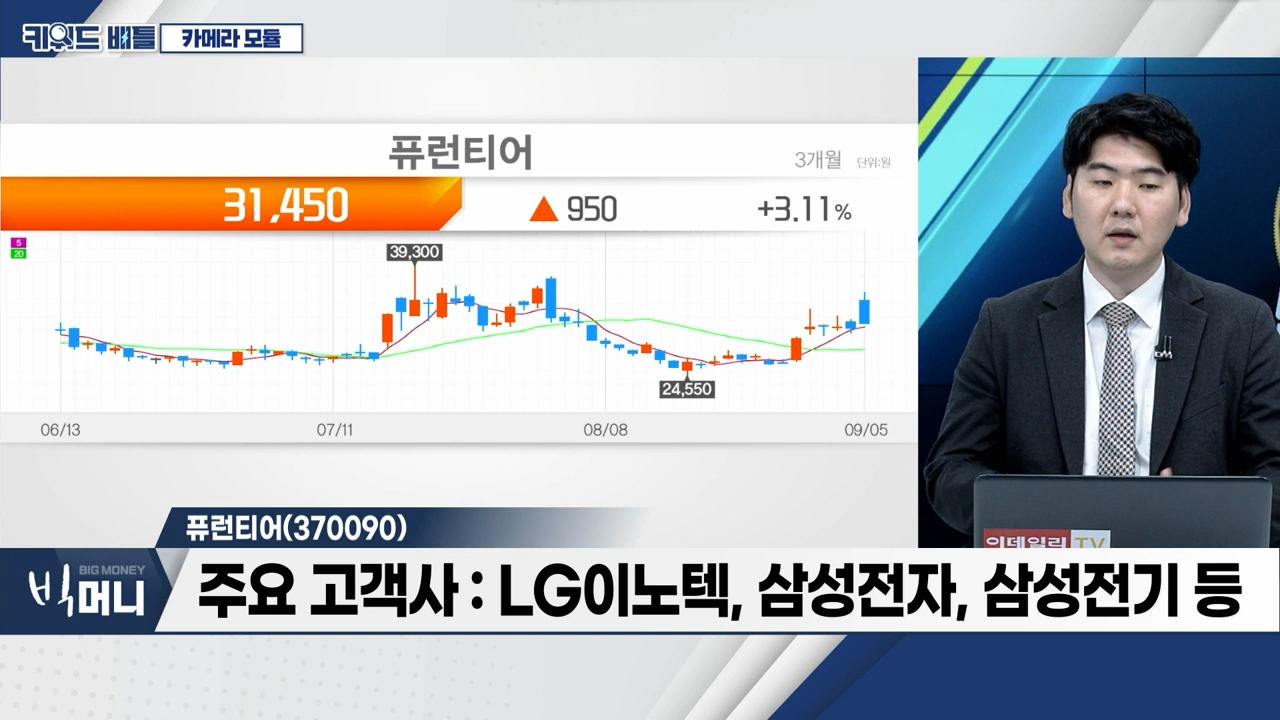 키워드 배틀 카메라 모듈
퓨런티어
3개월 단위:원
31,450 ▲ 950 +3.11%
5
20
39,300
24,550
06/13 07/11 08/08 09/05
퓨런티어(370090)
BIG MONEY
빅머니
주요 고객사 : LG이노텍, 삼성전자, 삼성전기 등
이데일리 TV